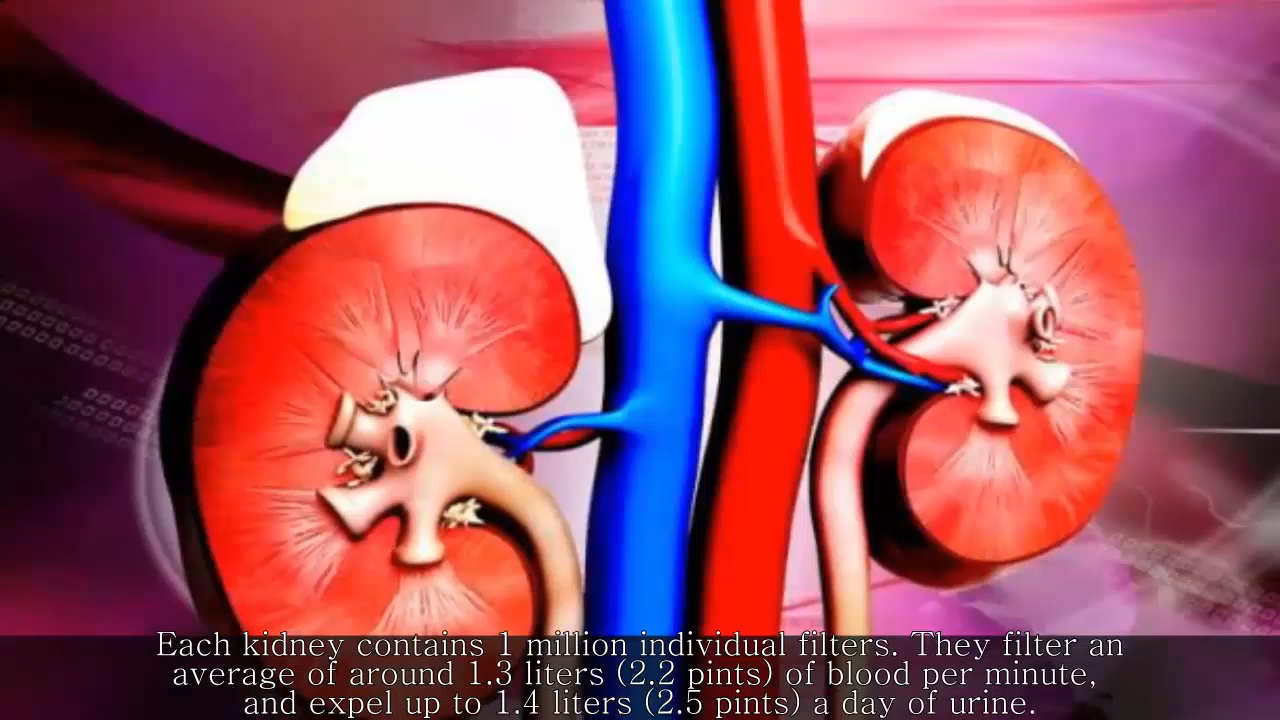 Each kidney contains 1 million individual filters. They filter an
average of around 1.3 liters (2.2 pints) of blood per minute,
and expel up to 1.4 liters (2.5 pints) a day of urine.